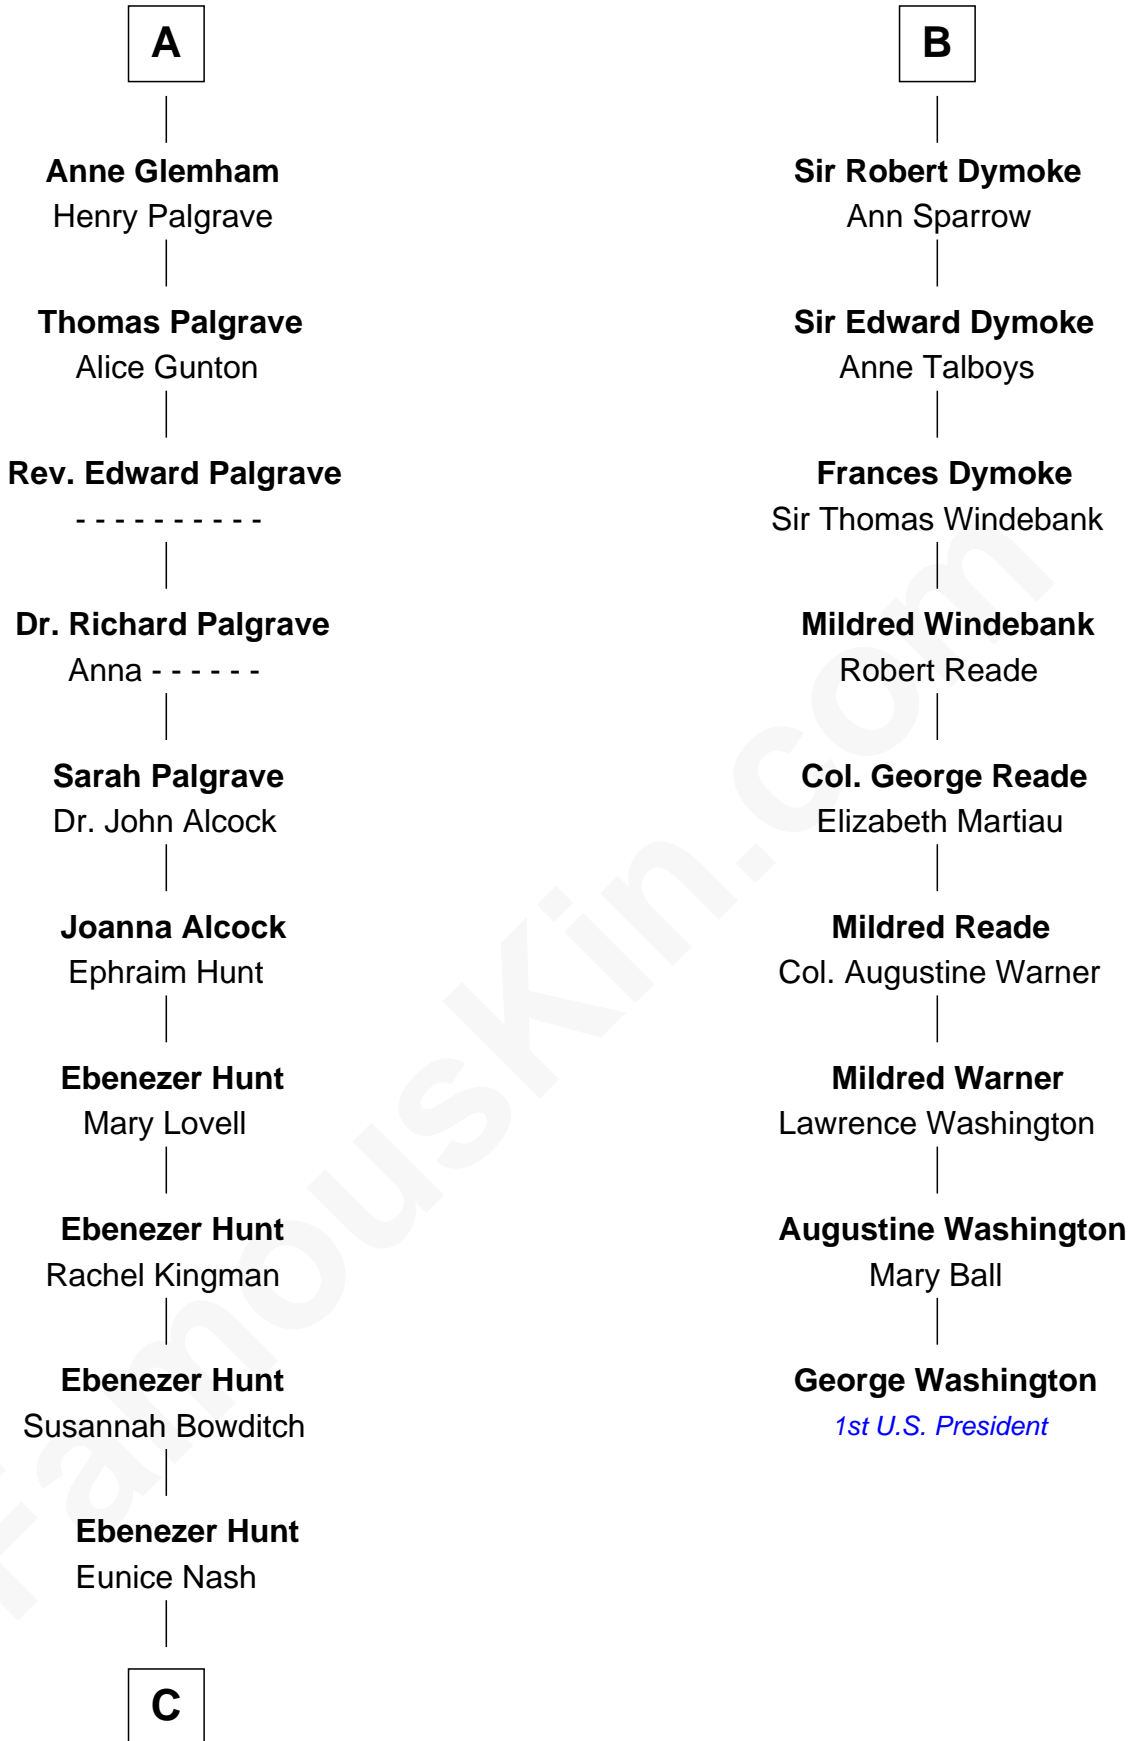 A
Anne Glemham
Henry Palgrave
Thomas Palgrave
Alice Gunton
Rev. Edward Palgrave
- - - - - - - - - -
Dr. Richard Palgrave
Anna - - - - - -
Sarah Palgrave
Dr. John Alcock
Joanna Alcock
Ephraim Hunt
Ebenezer Hunt
Mary Lovell
Ebenezer Hunt
Rachel Kingman
Ebenezer Hunt
Susannah Bowditch
Ebenezer Hunt
Eunice Nash
C
B
Sir Robert Dymoke
Ann Sparrow
Sir Edward Dymoke
Anne Talboys
Frances Dymoke
Sir Thomas Windebank
Mildred Windebank
Robert Reade
Col. George Reade
Elizabeth Martiau
Mildred Reade
Col. Augustine Warner
Mildred Warner
Lawrence Washington
Augustine Washington
Mary Ball
George Washington
1st U.S. President
FamousKin.com